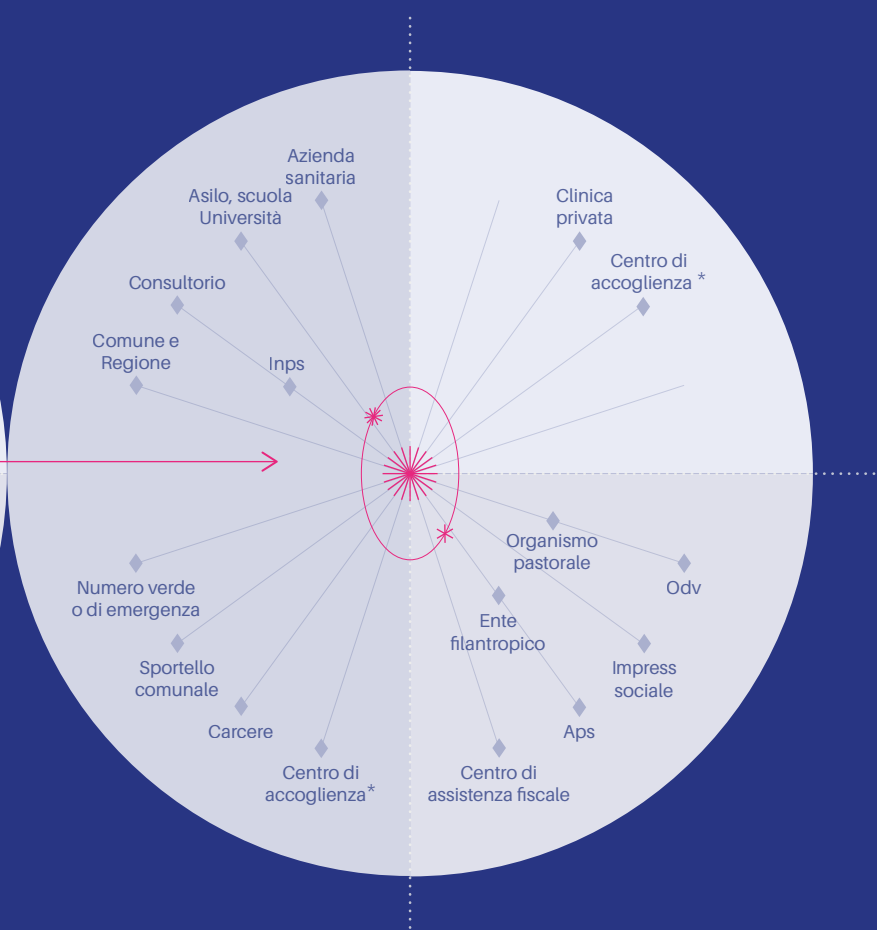 Azienda
sanitaria
Asilo, scuola
Università
Clinica
privata
Centro di
accoglienza *
Consultorio
Comune e
Regione
Inps
Organismo
pastorale
Numero verde
o di emergenza
Odv
Ente
filantropico
Sportello
comunale
Impress
sociale
Carcere
Aps
Centro di
accoglienza*
Centro di
assistenza fiscale